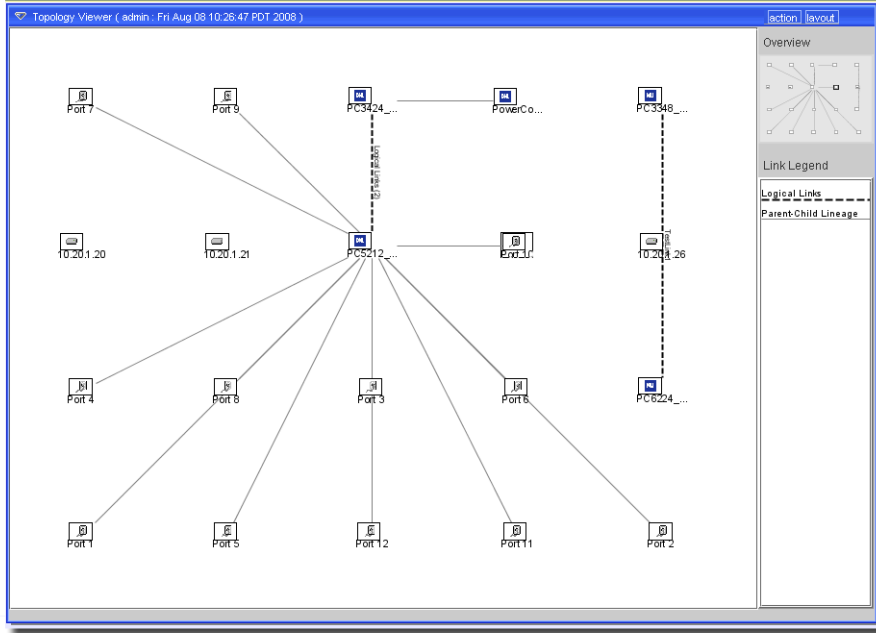 Topology Viewer ( admin : Fri Aug 08 10:26:47 PDT 2008 )
action
layout
Overview
Port 7
Port 9
PC3424_...
PowerCo...
PC3348_...
Logical Links (2)
Link Legend
Logical Links
Parent-Child Lineage
10.20.1.20
10.20.1.21
PC5212_...
10.20.1.26
Port 4
Port 8
Port 3
Port 6
PC6224_...
Port 1
Port 5
Port 12
Port 11
Port 2